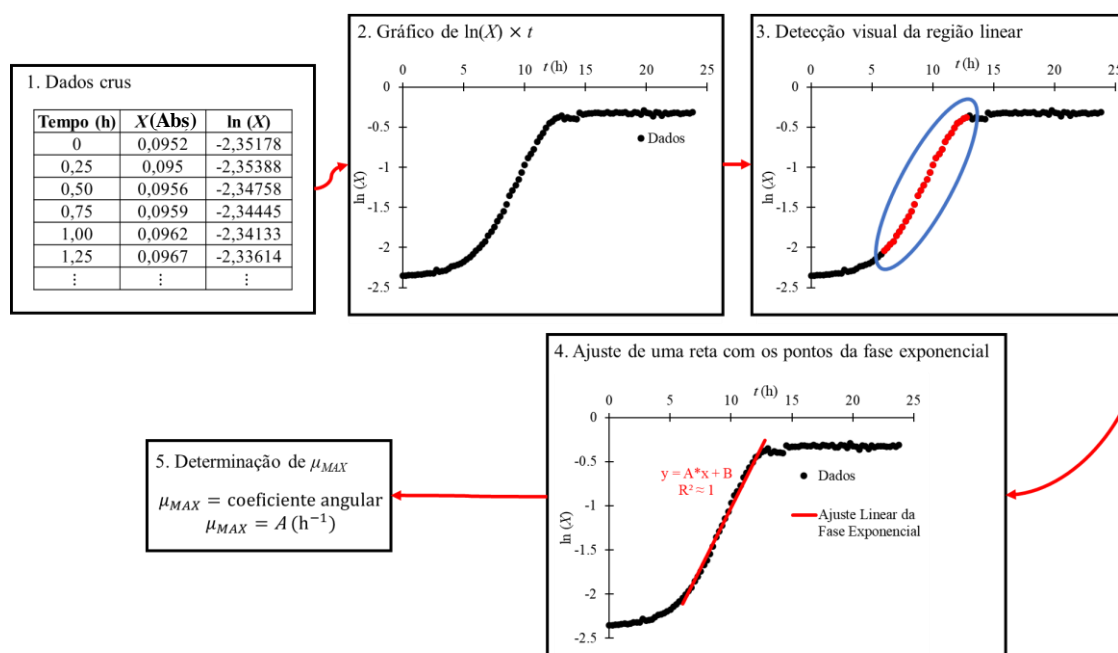 1. Dados crus
Tempo (h) X(Abs) ln (X)
0 0,0952 -2,35178
0,25 0,095 -2,35388
0,50 0,0956 -2,34758
0,75 0,0959 -2,34445
1,00 0,0962 -2,34133
1,25 0,0967 -2,33614
⋮ ⋮ ⋮
2. Gráfico de ln(X) × t
t (h)
0 5 10 15 20 25
0
-0.5
-1
-1.5
-2
-2.5
ln (X)
Dados
3. Detecção visual da região linear
t (h)
0 5 10 15 20 25
0
-0.5
-1
-1.5
-2
-2.5
ln (X)
4. Ajuste de uma reta com os pontos da fase exponencial
t (h)
0 5 10 15 20 25
0
-0.5
-1
-1.5
-2
-2.5
ln (X)
y = A*x + B
R² ≈ 1
Dados
Ajuste Linear da
Fase Exponencial
5. Determinação de μMAX
μMAX = coeficiente angular
μMAX = A (h⁻¹)